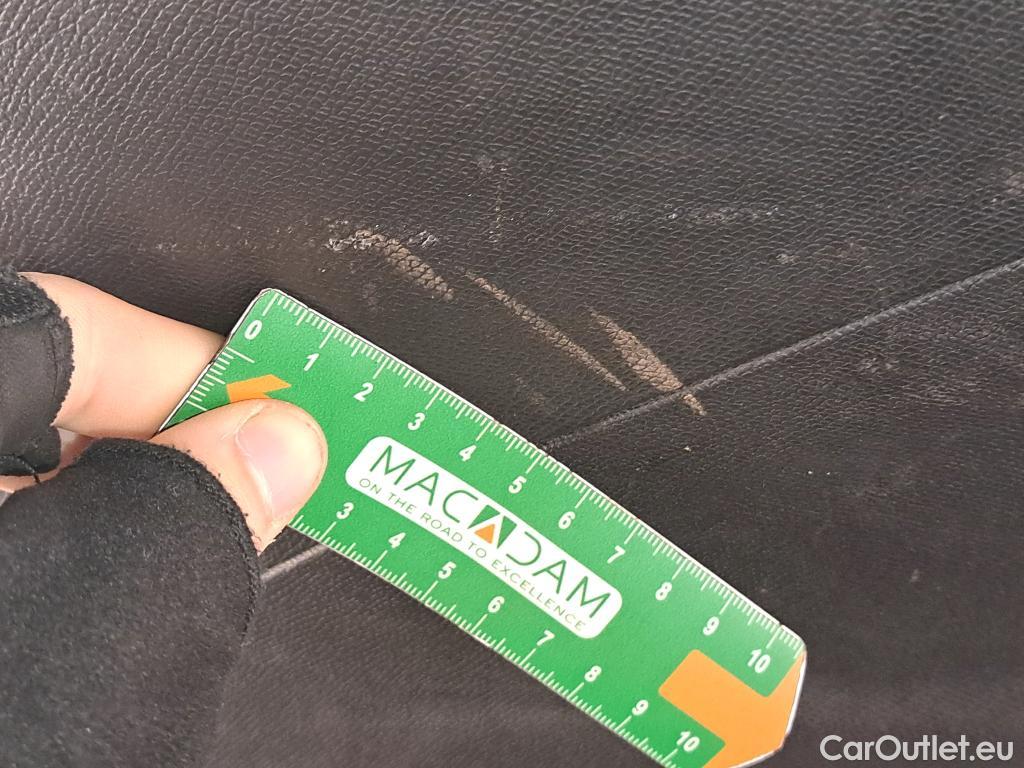 0 1 2 3 4 5 6 7 8 9 10
MACADAM
ON THE ROAD TO EXCELLENCE
3 4 5 6 7 8 9 10
CarOutlet.eu